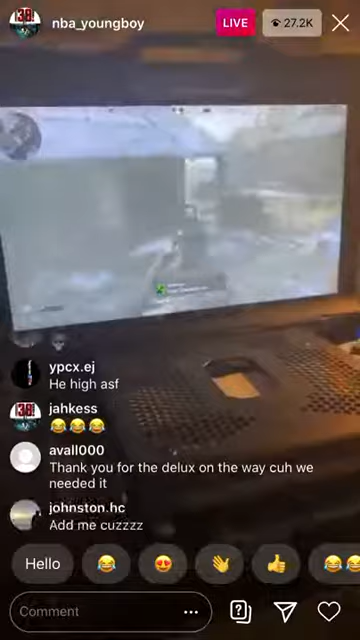 nba_youngboy
LIVE
27.2K
ypcx.ej
He high asf
jahkess
😂😂😂
avall000
Thank you for the delux on the way cuh we
needed it
johnston.hc
Add me cuzzzz
Hello
Comment